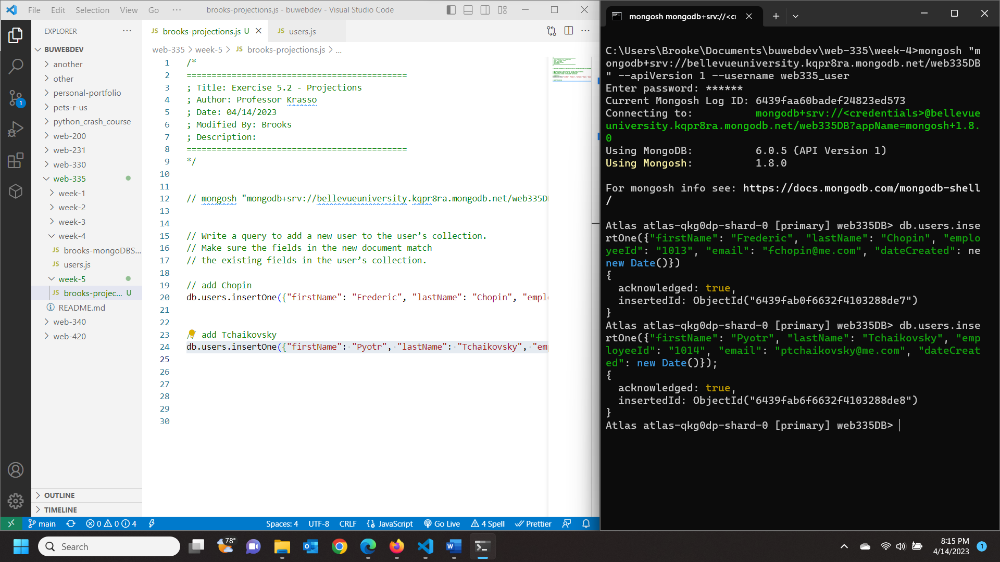 File Edit Selection View Go ··· brooks-projections.js - buwebdev - Visual Studio Code
EXPLORER ···
BUWEBDEV
another
other
personal-portfolio
pets-r-us
python_crash_course
web-200
web-231
web-330
web-335
week-1
week-2
week-3
week-4
JS brooks-mongoDBS...
JS users.js
week-5
JS brooks-projec... U
README.md
web-340
web-420
OUTLINE
TIMELINE
JS brooks-projections.js U
JS users.js
···
web-335 > week-5 > JS brooks-projections.js > ...
1 /*
2 ============================================
3 ; Title: Exercise 5.2 - Projections
4 ; Author: Professor Krasso
5 ; Date: 04/14/2023
6 ; Modified By: Brooks
7 ; Description:
8 ============================================
9 */
10
11
12 // mongosh "mongodb+srv://bellevueuniversity.kqpr8ra.mongodb.net/web335D
13
14
15 // Write a query to add a new user to the user’s collection.
16 // Make sure the fields in the new document match
17 // the existing fields in the user’s collection.
18
19 // add Chopin
20 db.users.insertOne({"firstName": "Frederic", "lastName": "Chopin", "empl
21
22
23 add Tchaikovsky
24 db.users.insertOne({"firstName": "Pyotr", "lastName": "Tchaikovsky", "em
25
26
27
28
29
30
main 0 0 4 Spaces: 4 UTF-8 CRLF JavaScript Go Live 4 Spell Prettier
mongosh mongodb+srv://<c
C:\Users\Brooke\Documents\buwebdev\web-335\week-4>mongosh "m
ongodb+srv://bellevueuniversity.kqpr8ra.mongodb.net/web335DB
" --apiVersion 1 --username web335_user
Enter password: ******
Current Mongosh Log ID: 6439faa60badef24823ed573
Connecting to: mongodb+srv://<credentials>@bellevue
university.kqpr8ra.mongodb.net/web335DB?appName=mongosh+1.8.
0
Using MongoDB: 6.0.5 (API Version 1)
Using Mongosh: 1.8.0
For mongosh info see: https://docs.mongodb.com/mongodb-shell
/
Atlas atlas-qkg0dp-shard-0 [primary] web335DB> db.users.inse
rtOne({"firstName": "Frederic", "lastName": "Chopin", "emplo
yeeId": "1013", "email": "fchopin@me.com", "dateCreated": ne
new Date()})
{
acknowledged: true,
insertedId: ObjectId("6439fab0f6632f4103288de7")
}
Atlas atlas-qkg0dp-shard-0 [primary] web335DB> db.users.inse
rtOne({"firstName": "Pyotr", "lastName": "Tchaikovsky", "emp
loyeeId": "1014", "email": "ptchaikovsky@me.com", "dateCreat
ed": new Date()});
{
acknowledged: true,
insertedId: ObjectId("6439fab6f6632f4103288de8")
}
Atlas atlas-qkg0dp-shard-0 [primary] web335DB>
Search
78°
8:15 PM
4/14/2023
1